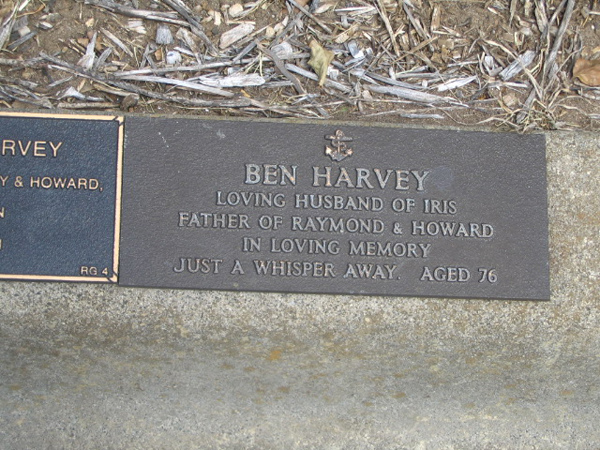 RVEY
Y & HOWARD,
N
RG 4
BEN HARVEY
LOVING HUSBAND OF IRIS
FATHER OF RAYMOND & HOWARD
IN LOVING MEMORY
JUST A WHISPER AWAY. AGED 76